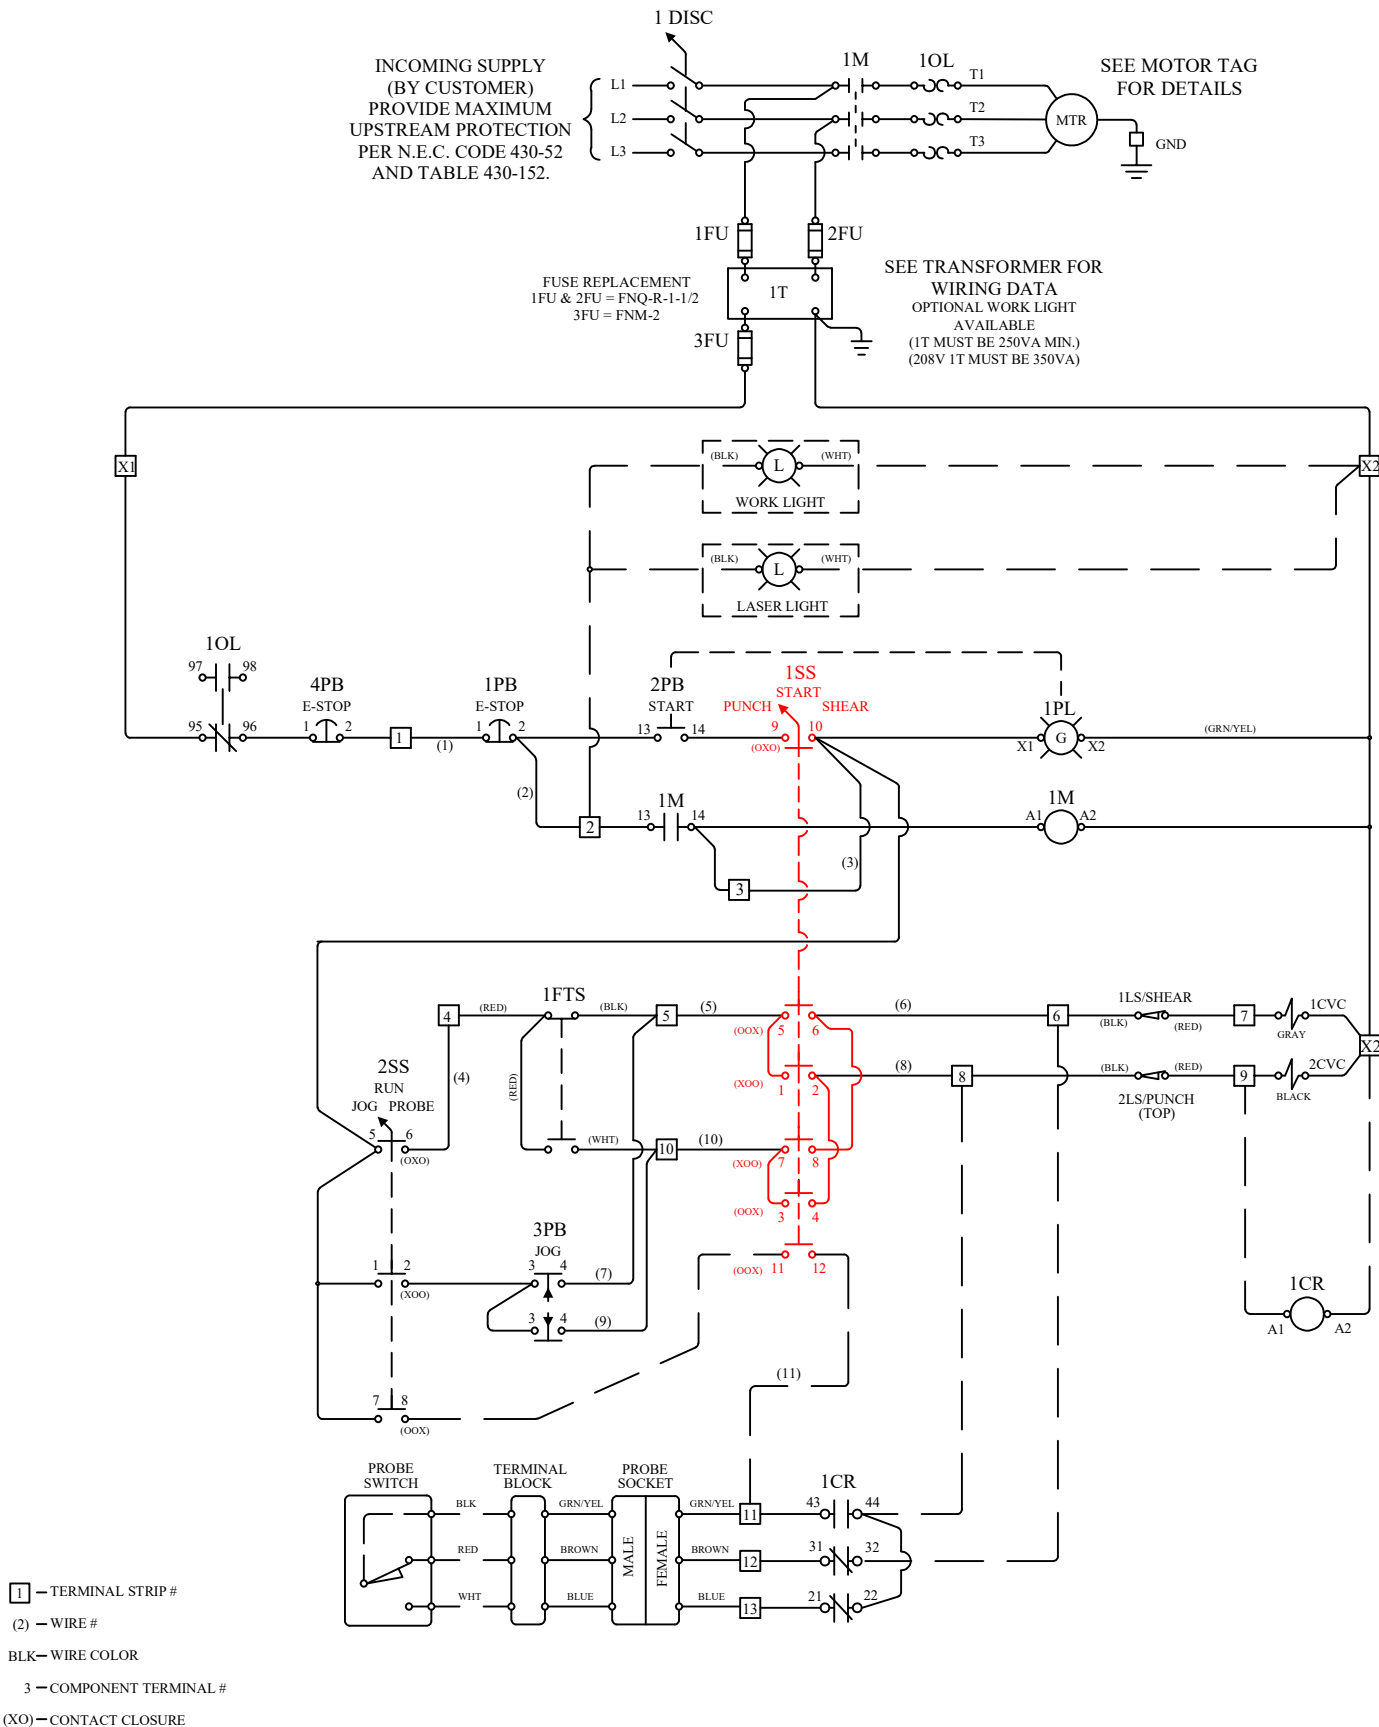 1 DISC
INCOMING SUPPLY
(BY CUSTOMER)
PROVIDE MAXIMUM
UPSTREAM PROTECTION
PER N.E.C. CODE 430-52
AND TABLE 430-152.
L1
L2
L3
1M
1OL
T1
T2
T3
MTR
SEE MOTOR TAG
FOR DETAILS
GND
1FU
2FU
FUSE REPLACEMENT
1FU & 2FU = FNQ-R-1-1/2
3FU = FNM-2
1T
3FU
SEE TRANSFORMER FOR
WIRING DATA
OPTIONAL WORK LIGHT
AVAILABLE
(1T MUST BE 250VA MIN.)
(208V 1T MUST BE 350VA)
X1
X2
(BLK)
L
(WHT)
WORK LIGHT
(BLK)
L
(WHT)
LASER LIGHT
1OL
97
98
95
96
4PB
E-STOP
1
2
1
(1)
1PB
E-STOP
1
2
(2)
2
2PB
START
13
14
1SS
START
PUNCH
SHEAR
9
10
(OXO)
1PL
X1
G
X2
(GRN/YEL)
1M
13
14
3
(3)
1M
A1
A2
4
(RED)
1FTS
(BLK)
5
(5)
(OOX)
5
6
(6)
6
1LS/SHEAR
(BLK)
(RED)
7
1CVC
GRAY
X2
2SS
RUN
JOG PROBE
5
6
(OXO)
(4)
(RED)
(WHT)
10
(10)
(XOO)
1
2
(8)
8
(BLK)
(RED)
2LS/PUNCH
(TOP)
9
2CVC
BLACK
(XOO)
7
8
(OOX)
3
4
(OOX)
11
12
1
2
(XOO)
3PB
JOG
3
4
(7)
3
4
(9)
1CR
A1
A2
7
8
(OOX)
(11)
PROBE
SWITCH
TERMINAL
BLOCK
PROBE
SOCKET
1CR
BLK
GRN/YEL
GRN/YEL
11
43
44
RED
BROWN
BROWN
12
31
32
WHT
BLUE
BLUE
13
21
22
MALE
FEMALE
1 – TERMINAL STRIP #
(2) – WIRE #
BLK – WIRE COLOR
3 – COMPONENT TERMINAL #
(XO) – CONTACT CLOSURE